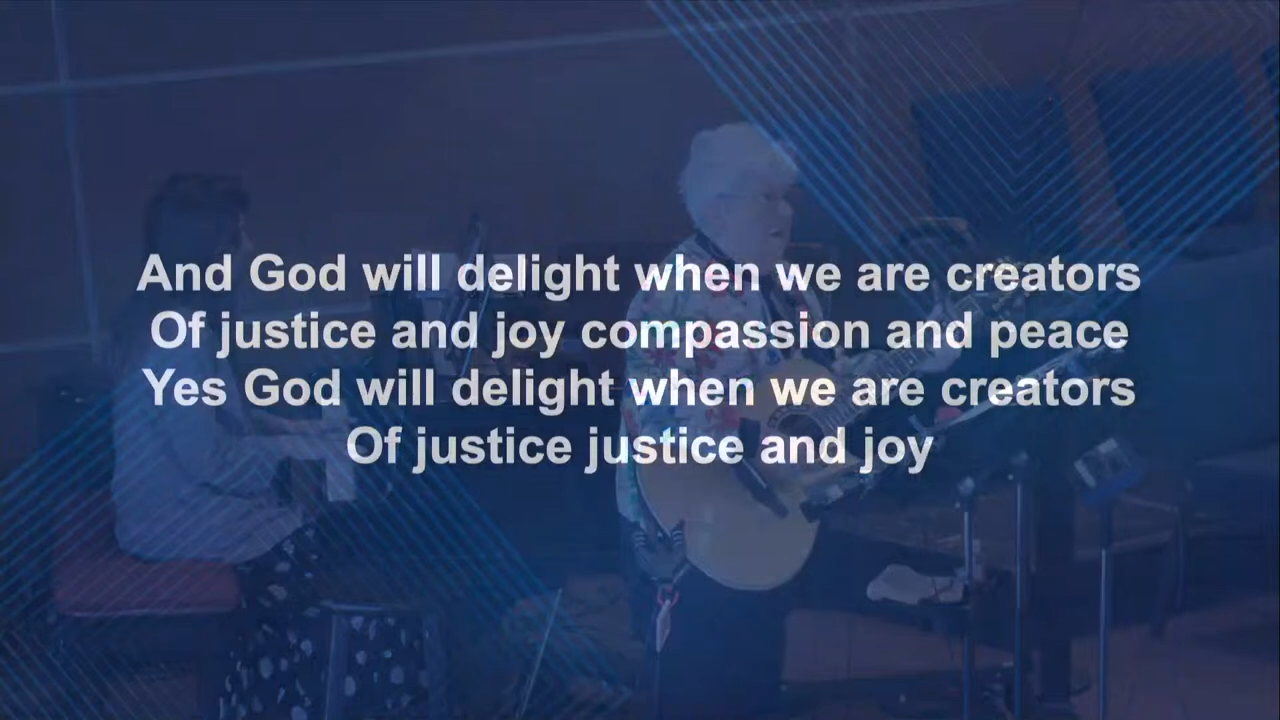 And God will delight when we are creators
Of justice and joy compassion and peace
Yes God will delight when we are creators
Of justice justice and joy